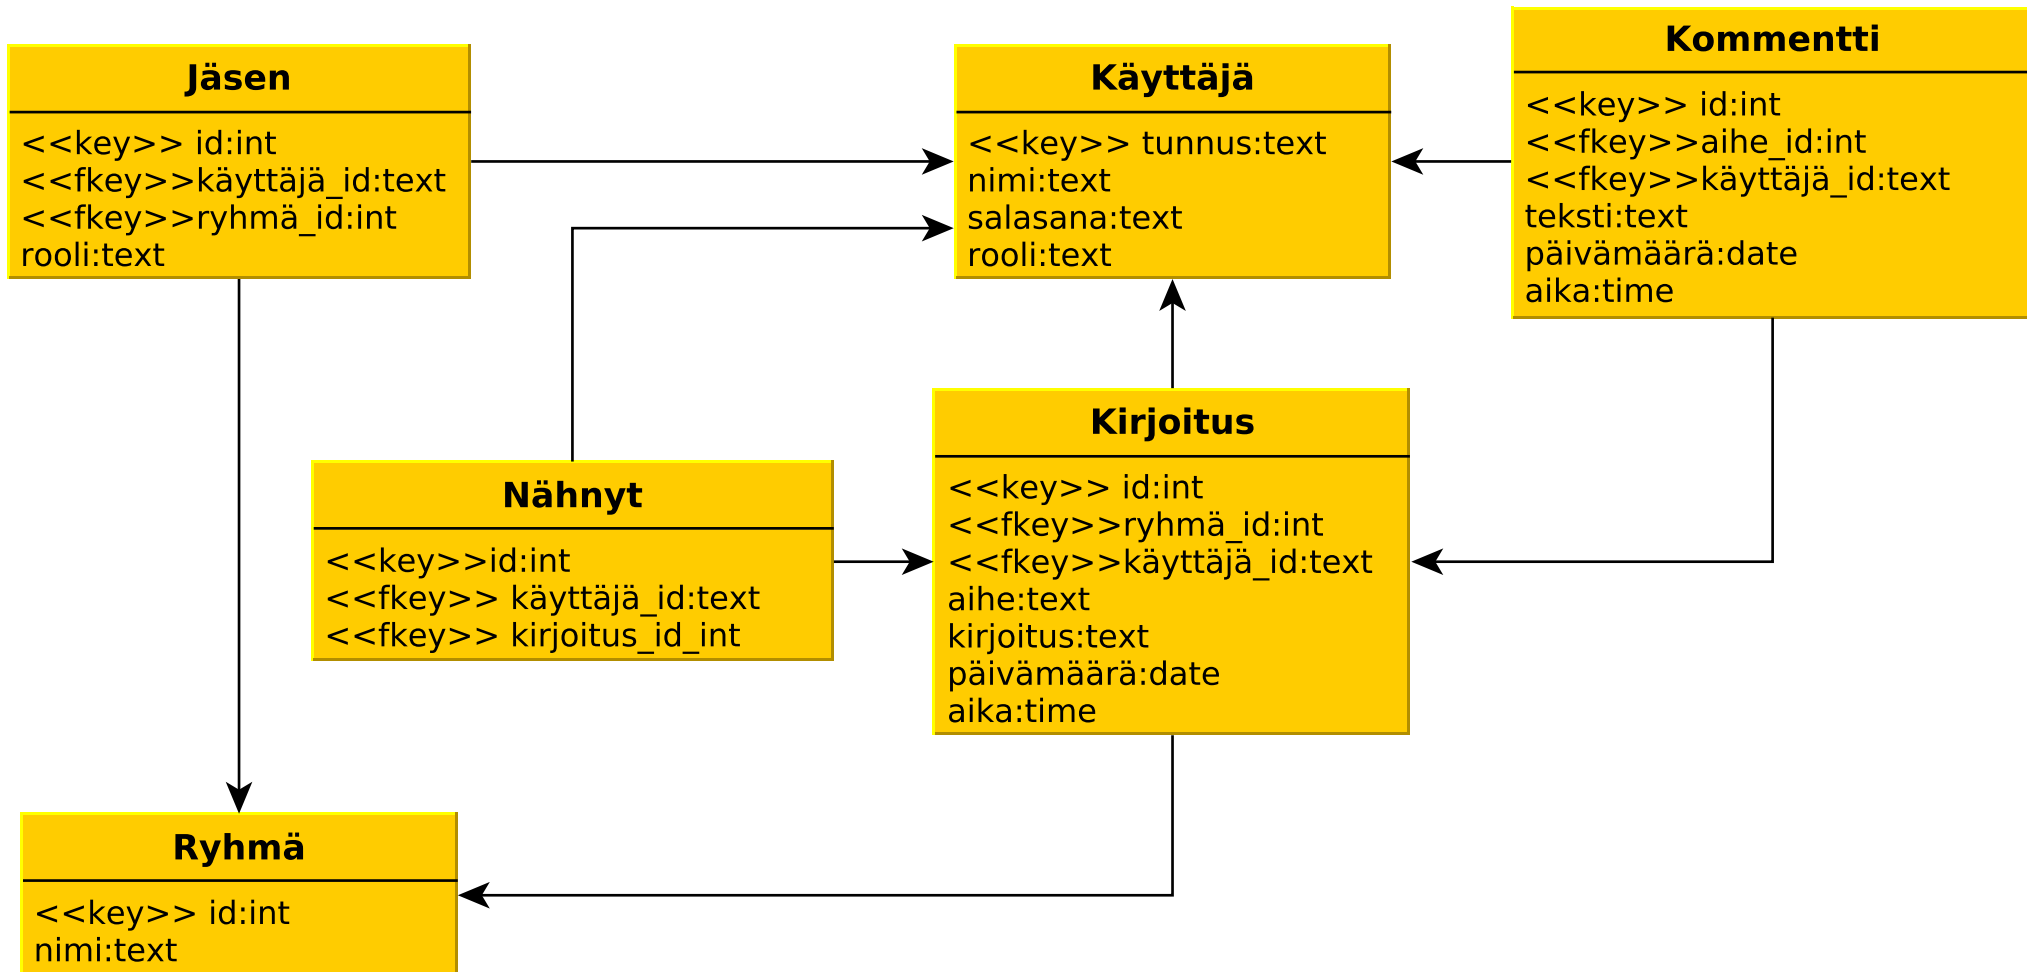 Jäsen
<<key>> id:int
<<fkey>>käyttäjä_id:text
<<fkey>>ryhmä_id:int
rooli:text
Käyttäjä
<<key>> tunnus:text
nimi:text
salasana:text
rooli:text
Kommentti
<<key>> id:int
<<fkey>>aihe_id:int
<<fkey>>käyttäjä_id:text
teksti:text
päivämäärä:date
aika:time
Nähnyt
<<key>>id:int
<<fkey>> käyttäjä_id:text
<<fkey>> kirjoitus_id_int
Kirjoitus
<<key>> id:int
<<fkey>>ryhmä_id:int
<<fkey>>käyttäjä_id:text
aihe:text
kirjoitus:text
päivämäärä:date
aika:time
Ryhmä
<<key>> id:int
nimi:text